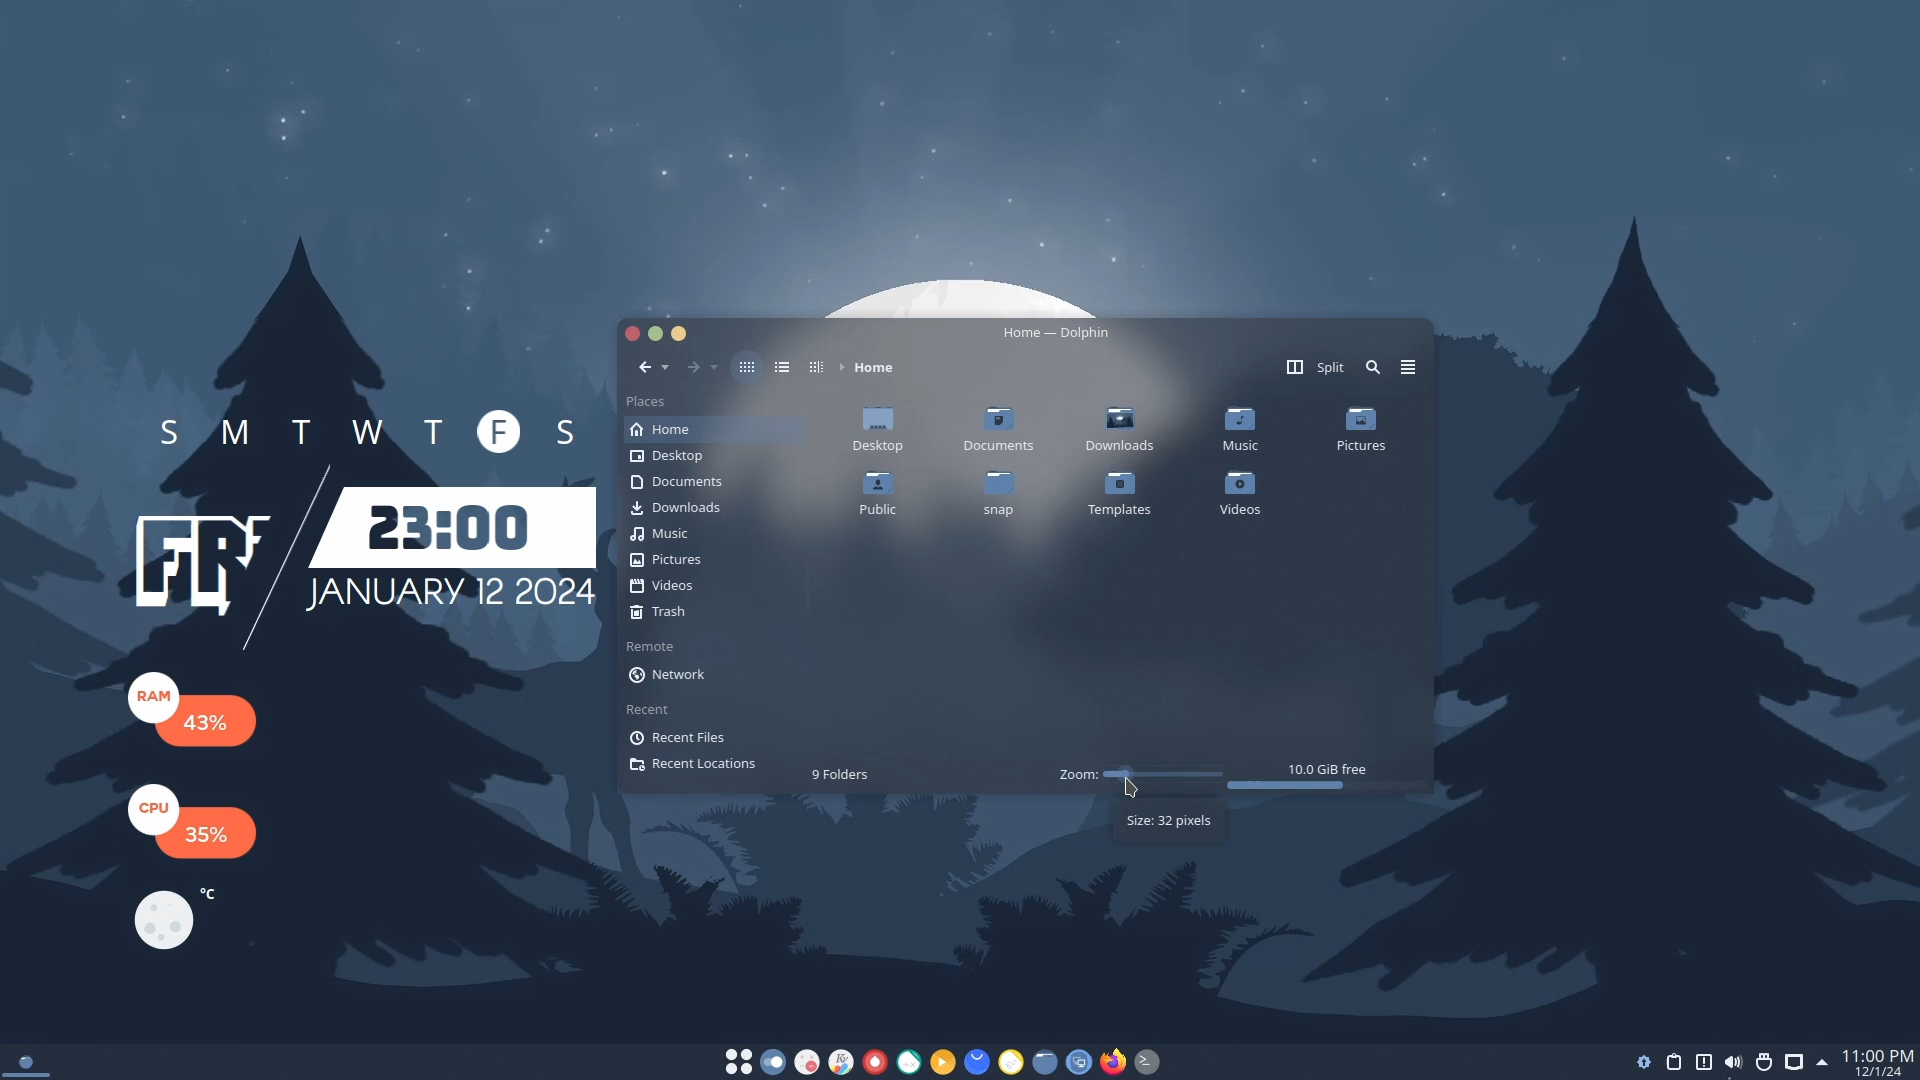 S M T W T F S
FRI
23:00
JANUARY 12 2024
RAM
43%
CPU
35%
°C
Home — Dolphin
Home
Split
Places
Home
Desktop
Documents
Downloads
Music
Pictures
Videos
Trash
Remote
Network
Recent
Recent Files
Recent Locations
Desktop
Documents
Downloads
Music
Pictures
Public
snap
Templates
Videos
9 Folders
Zoom:
10.0 GiB free
Size: 32 pixels
11:00 PM
12/1/24